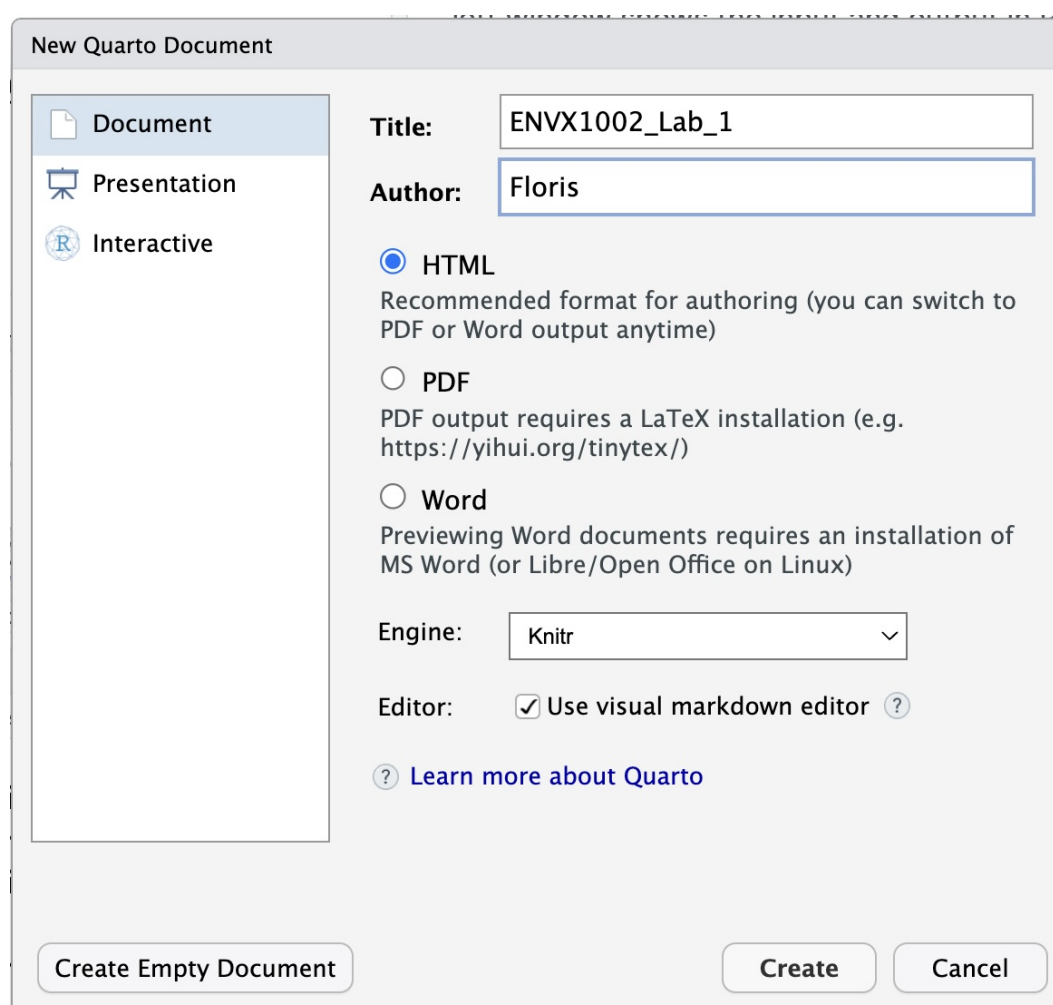 New Quarto Document
Document
Presentation
Interactive
Title:
ENVX1002_Lab_1
Author:
Floris
HTML
Recommended format for authoring (you can switch to
PDF or Word output anytime)
PDF
PDF output requires a LaTeX installation (e.g.
https://yihui.org/tinytex/)
Word
Previewing Word documents requires an installation of
MS Word (or Libre/Open Office on Linux)
Engine:
Knitr
Editor:
Use visual markdown editor ?
? Learn more about Quarto
Create Empty Document
Create
Cancel